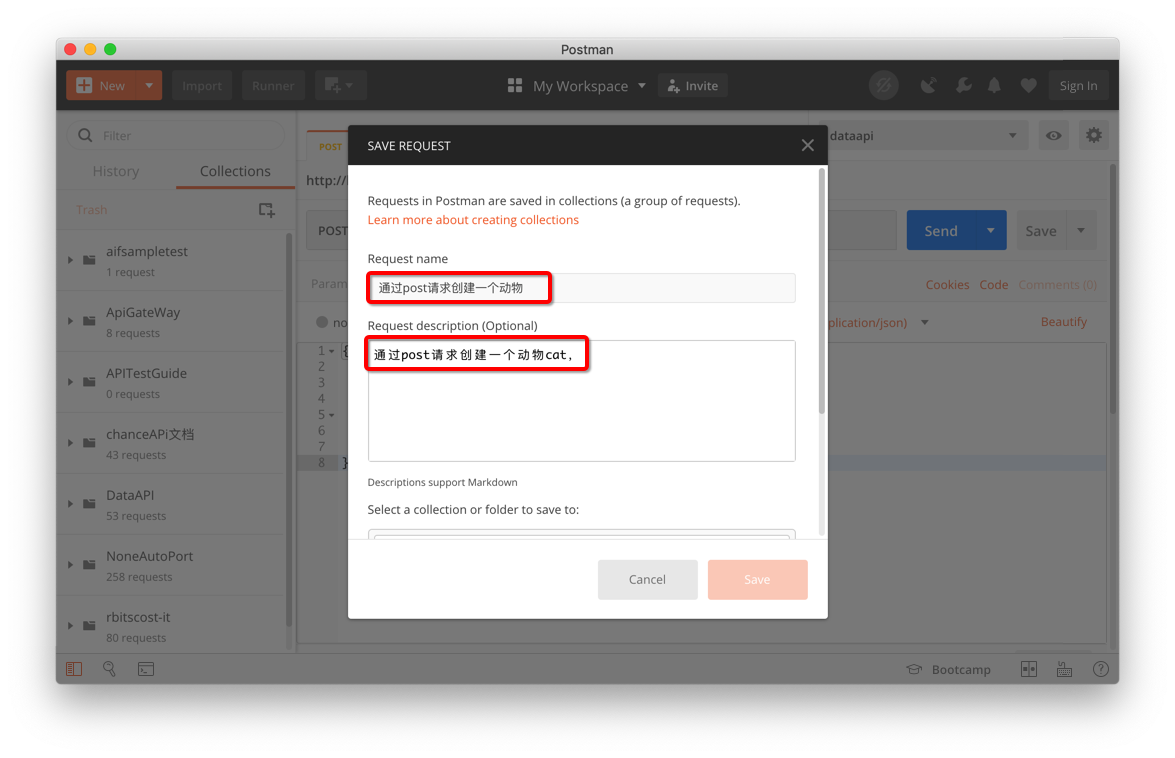 Postman
New
Import
Runner
My Workspace
Invite
Sign In
Filter
History
Collections
Trash
aifsampletest
1 request
ApiGateWay
8 requests
APITestGuide
0 requests
chanceAPi文档
43 requests
DataAPI
53 requests
NoneAutoPort
258 requests
rbitscost-it
80 requests
POST
dataapi
http://
POST
Send
Save
Param
Cookies Code Comments (0)
no
plication/json)
Beautify
1 {
2
3
4
5
6
7
8 }
SAVE REQUEST
Requests in Postman are saved in collections (a group of requests).
Learn more about creating collections
Request name
通过post请求创建一个动物
Request description (Optional)
通过post请求创建一个动物cat,
Descriptions support Markdown
Select a collection or folder to save to:
Cancel
Save
Bootcamp